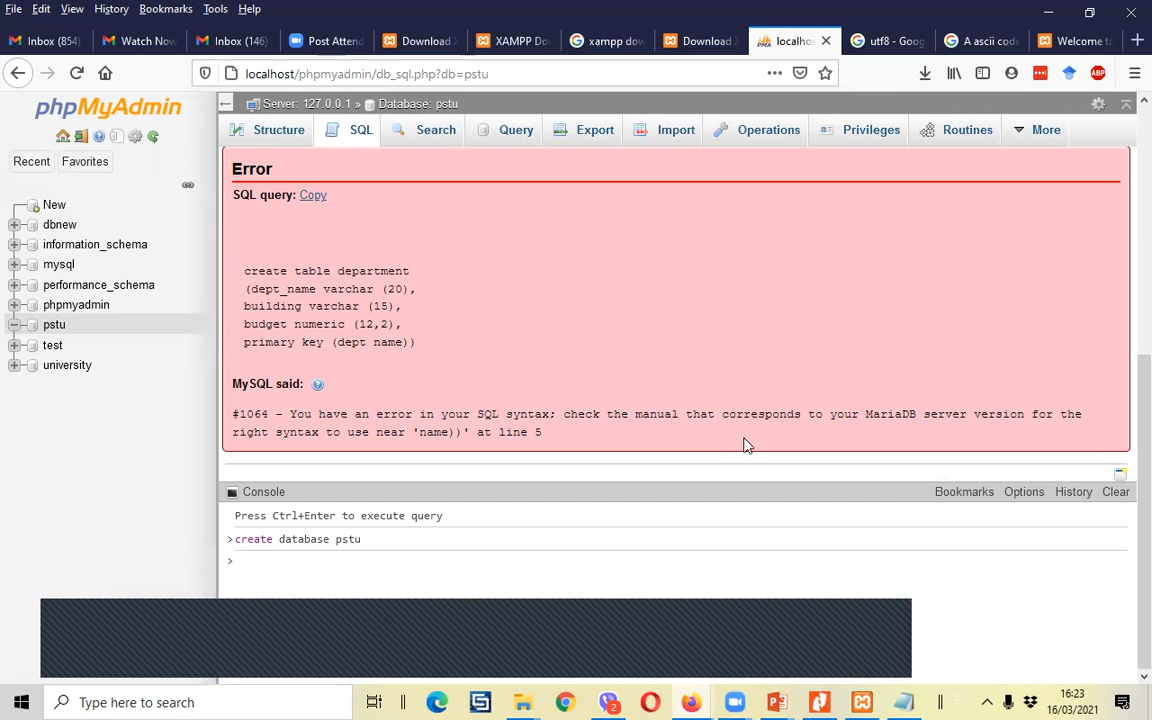 File Edit View History Bookmarks Tools Help
Inbox (854) Watch Now Inbox (146) Post Attend Download XAMPP Do xampp dow Download localhos utf8 - Goog A ascii cod Welcome to
localhost/phpmyadmin/db_sql.php?db=pstu
ABP
phpMyAdmin
Recent Favorites
New
dbnew
information_schema
mysql
performance_schema
phpmyadmin
pstu
test
university
Server: 127.0.0.1 » Database: pstu
Structure SQL Search Query Export Import Operations Privileges Routines More
Error
SQL query: Copy
create table department
(dept_name varchar (20),
building varchar (15),
budget numeric (12,2),
primary key (dept name))
MySQL said:
#1064 - You have an error in your SQL syntax; check the manual that corresponds to your MariaDB server version for the
right syntax to use near 'name))' at line 5
Console Bookmarks Options History Clear
Press Ctrl+Enter to execute query
>create database pstu
>
Type here to search
2
16:23
16/03/2021